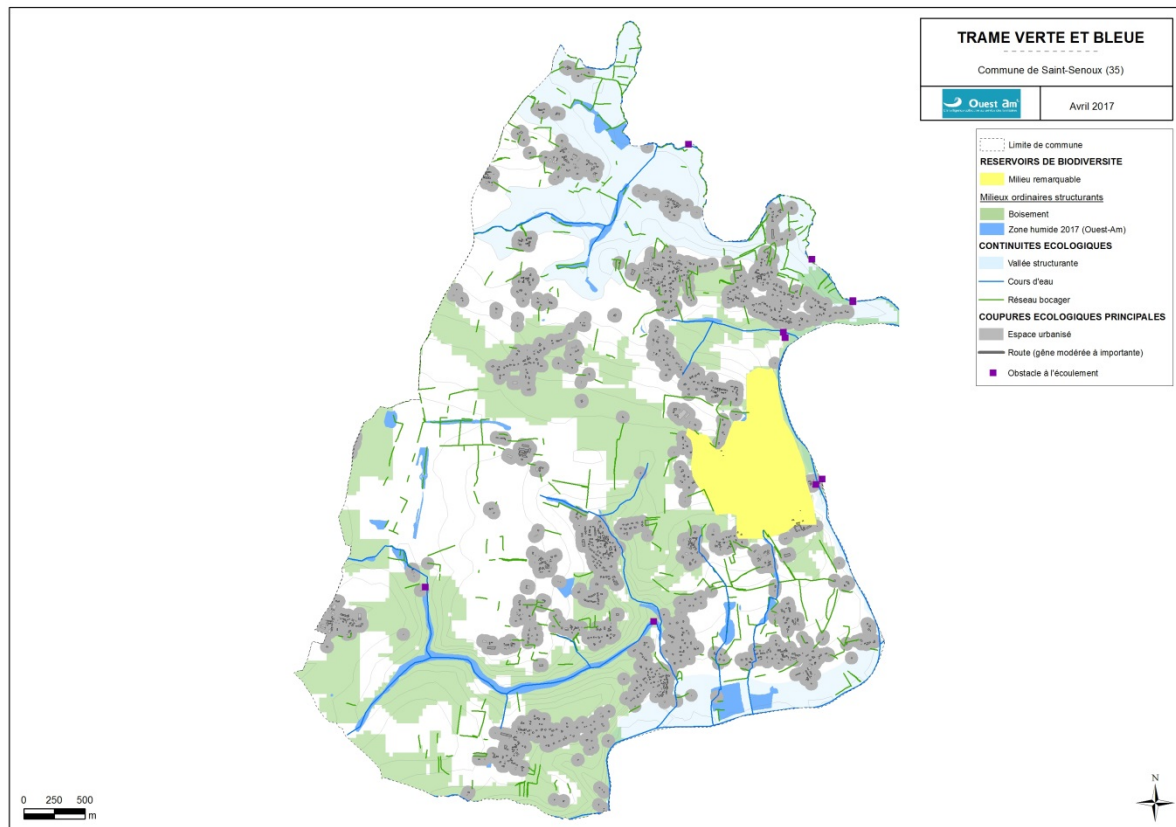 TRAME VERTE ET BLEUE
Commune de Saint-Senoux (35)
Ouest am'
Avril 2017
Limite de commune
RESERVOIRS DE BIODIVERSITE
Milieu remarquable
Milieux ordinaires structurants
Boisement
Zone humide 2017 (Ouest-Am)
CONTINUITES ECOLOGIQUES
Vallée structurante
Cours d'eau
Réseau bocager
COUPURES ECOLOGIQUES PRINCIPALES
Espace urbanisé
Route (gêne modérée à importante)
Obstacle à l'écoulement
N
0 250 500
m